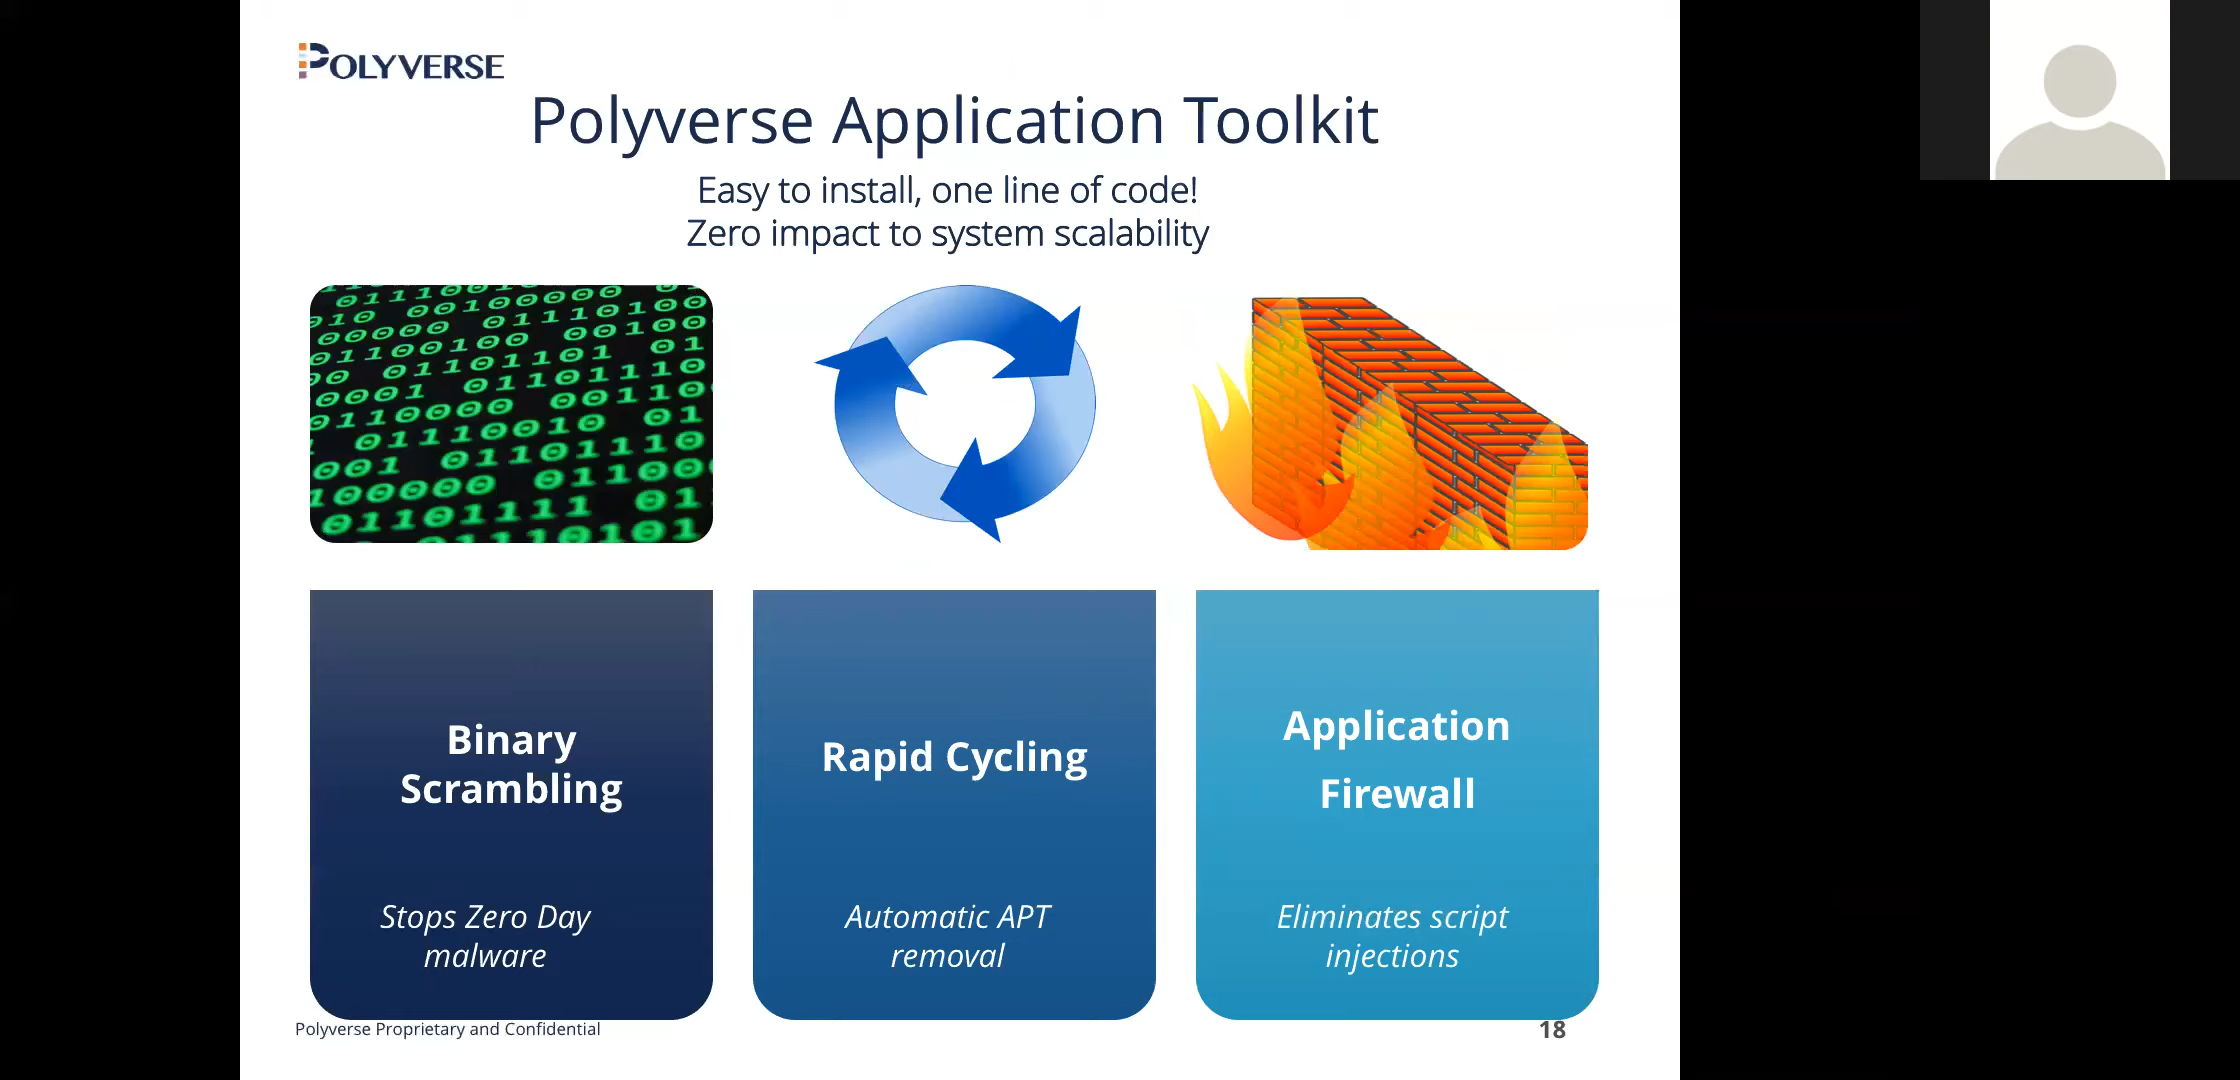 POLYVERSE
Polyverse Application Toolkit
Easy to install, one line of code!
Zero impact to system scalability
Binary
Scrambling
Stops Zero Day
malware
Rapid Cycling
Automatic APT
removal
Application
Firewall
Eliminates script
injections
Polyverse Proprietary and Confidential
18